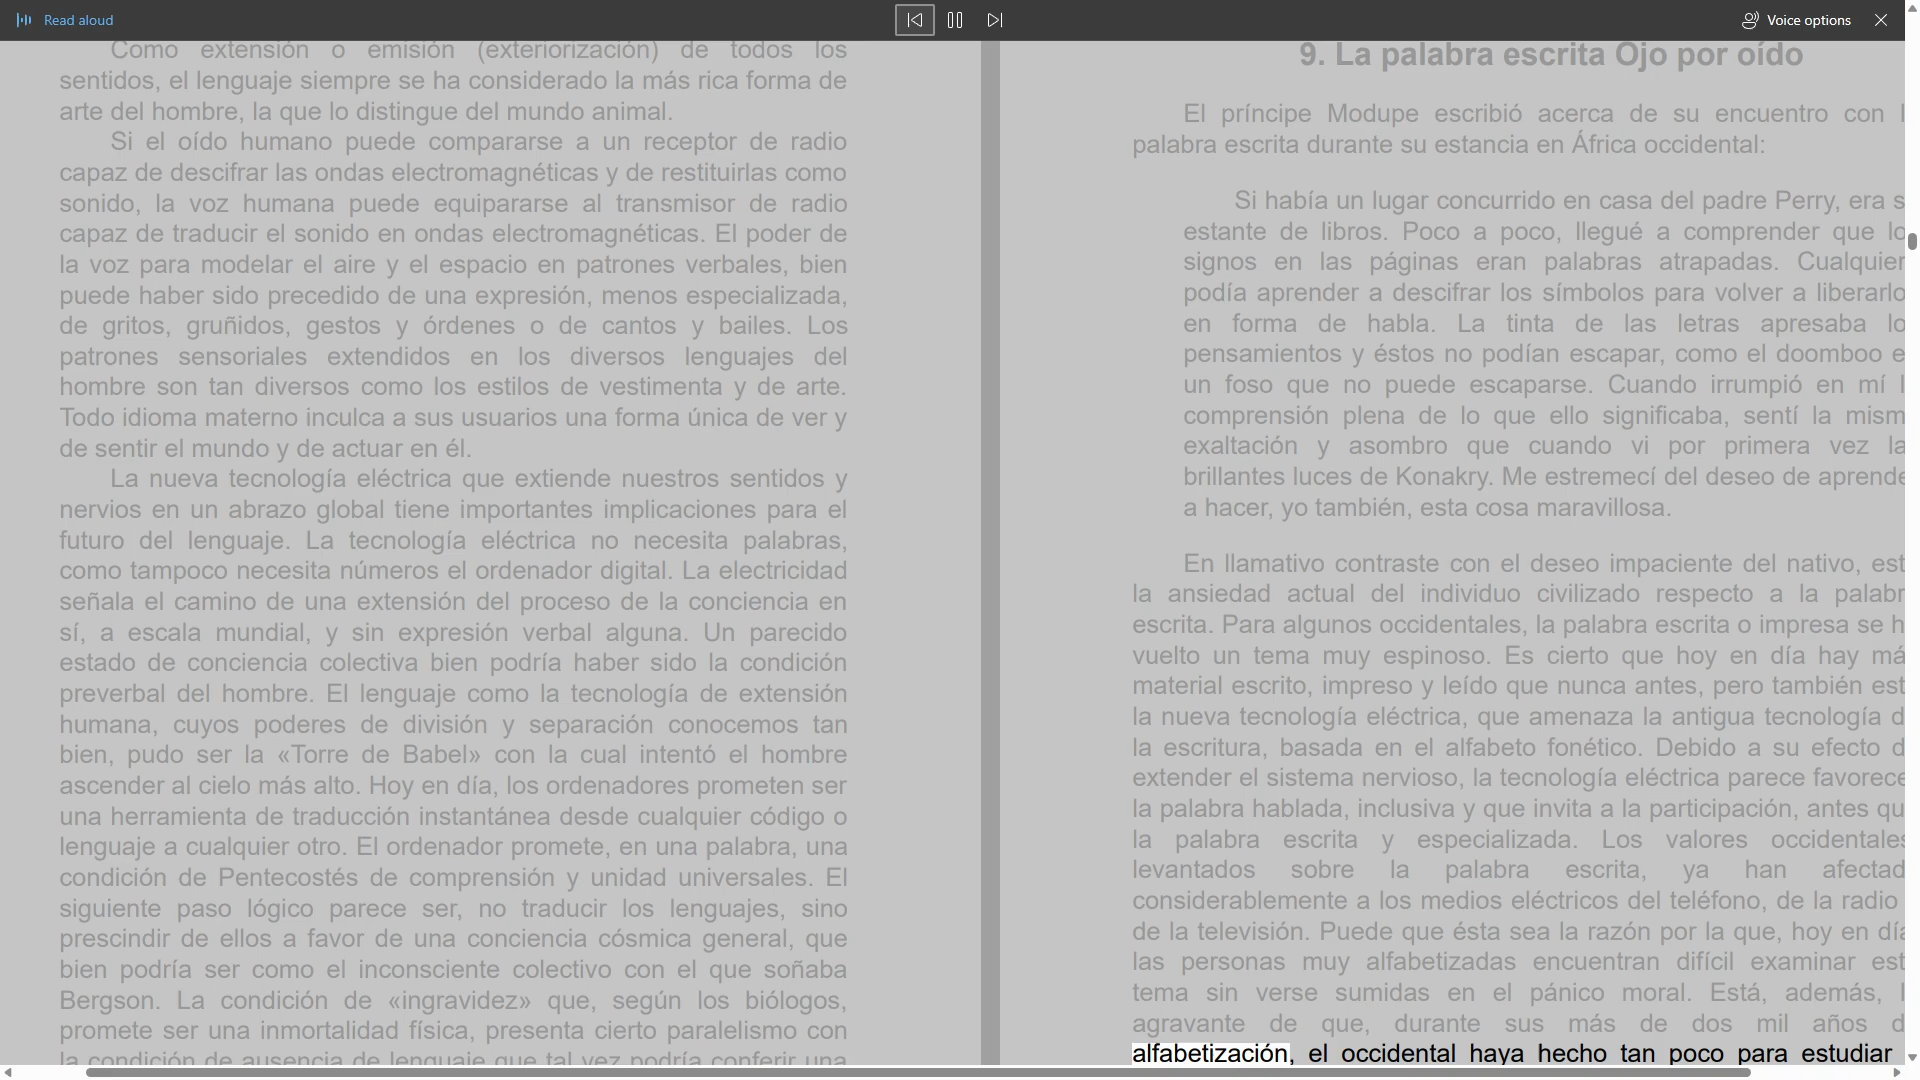 Read aloud
Voice options
Como extensión o emisión (exteriorización) de todos los
sentidos, el lenguaje siempre se ha considerado la más rica forma de
arte del hombre, la que lo distingue del mundo animal.
Si el oído humano puede compararse a un receptor de radio
capaz de descifrar las ondas electromagnéticas y de restituirlas como
sonido, la voz humana puede equipararse al transmisor de radio
capaz de traducir el sonido en ondas electromagnéticas. El poder de
la voz para modelar el aire y el espacio en patrones verbales, bien
puede haber sido precedido de una expresión, menos especializada,
de gritos, gruñidos, gestos y órdenes o de cantos y bailes. Los
patrones sensoriales extendidos en los diversos lenguajes del
hombre son tan diversos como los estilos de vestimenta y de arte.
Todo idioma materno inculca a sus usuarios una forma única de ver y
de sentir el mundo y de actuar en él.
La nueva tecnología eléctrica que extiende nuestros sentidos y
nervios en un abrazo global tiene importantes implicaciones para el
futuro del lenguaje. La tecnología eléctrica no necesita palabras,
como tampoco necesita números el ordenador digital. La electricidad
señala el camino de una extensión del proceso de la conciencia en
sí, a escala mundial, y sin expresión verbal alguna. Un parecido
estado de conciencia colectiva bien podría haber sido la condición
preverbal del hombre. El lenguaje como la tecnología de extensión
humana, cuyos poderes de división y separación conocemos tan
bien, pudo ser la «Torre de Babel» con la cual intentó el hombre
ascender al cielo más alto. Hoy en día, los ordenadores prometen ser
una herramienta de traducción instantánea desde cualquier código o
lenguaje a cualquier otro. El ordenador promete, en una palabra, una
condición de Pentecostés de comprensión y unidad universales. El
siguiente paso lógico parece ser, no traducir los lenguajes, sino
prescindir de ellos a favor de una conciencia cósmica general, que
bien podría ser como el inconsciente colectivo con el que soñaba
Bergson. La condición de «ingravidez» que, según los biólogos,
promete ser una inmortalidad física, presenta cierto paralelismo con
la condición de ausencia de lenguaje que tal vez podría conferir una
9. La palabra escrita Ojo por oído
El príncipe Modupe escribió acerca de su encuentro con l
palabra escrita durante su estancia en África occidental:
Si había un lugar concurrido en casa del padre Perry, era s
estante de libros. Poco a poco, llegué a comprender que lo
signos en las páginas eran palabras atrapadas. Cualquier
podía aprender a descifrar los símbolos para volver a liberarlo
en forma de habla. La tinta de las letras apresaba lo
pensamientos y éstos no podían escapar, como el doomboo e
un foso que no puede escaparse. Cuando irrumpió en mí l
comprensión plena de lo que ello significaba, sentí la mism
exaltación y asombro que cuando vi por primera vez la
brillantes luces de Konakry. Me estremecí del deseo de aprende
a hacer, yo también, esta cosa maravillosa.
En llamativo contraste con el deseo impaciente del nativo, est
la ansiedad actual del individuo civilizado respecto a la palabr
escrita. Para algunos occidentales, la palabra escrita o impresa se h
vuelto un tema muy espinoso. Es cierto que hoy en día hay má
material escrito, impreso y leído que nunca antes, pero también est
la nueva tecnología eléctrica, que amenaza la antigua tecnología d
la escritura, basada en el alfabeto fonético. Debido a su efecto d
extender el sistema nervioso, la tecnología eléctrica parece favorece
la palabra hablada, inclusiva y que invita a la participación, antes qu
la palabra escrita y especializada. Los valores occidentales
levantados sobre la palabra escrita, ya han afectad
considerablemente a los medios eléctricos del teléfono, de la radio
de la televisión. Puede que ésta sea la razón por la que, hoy en día
las personas muy alfabetizadas encuentran difícil examinar est
tema sin verse sumidas en el pánico moral. Está, además, l
agravante de que, durante sus más de dos mil años d
alfabetización, el occidental haya hecho tan poco para estudiar